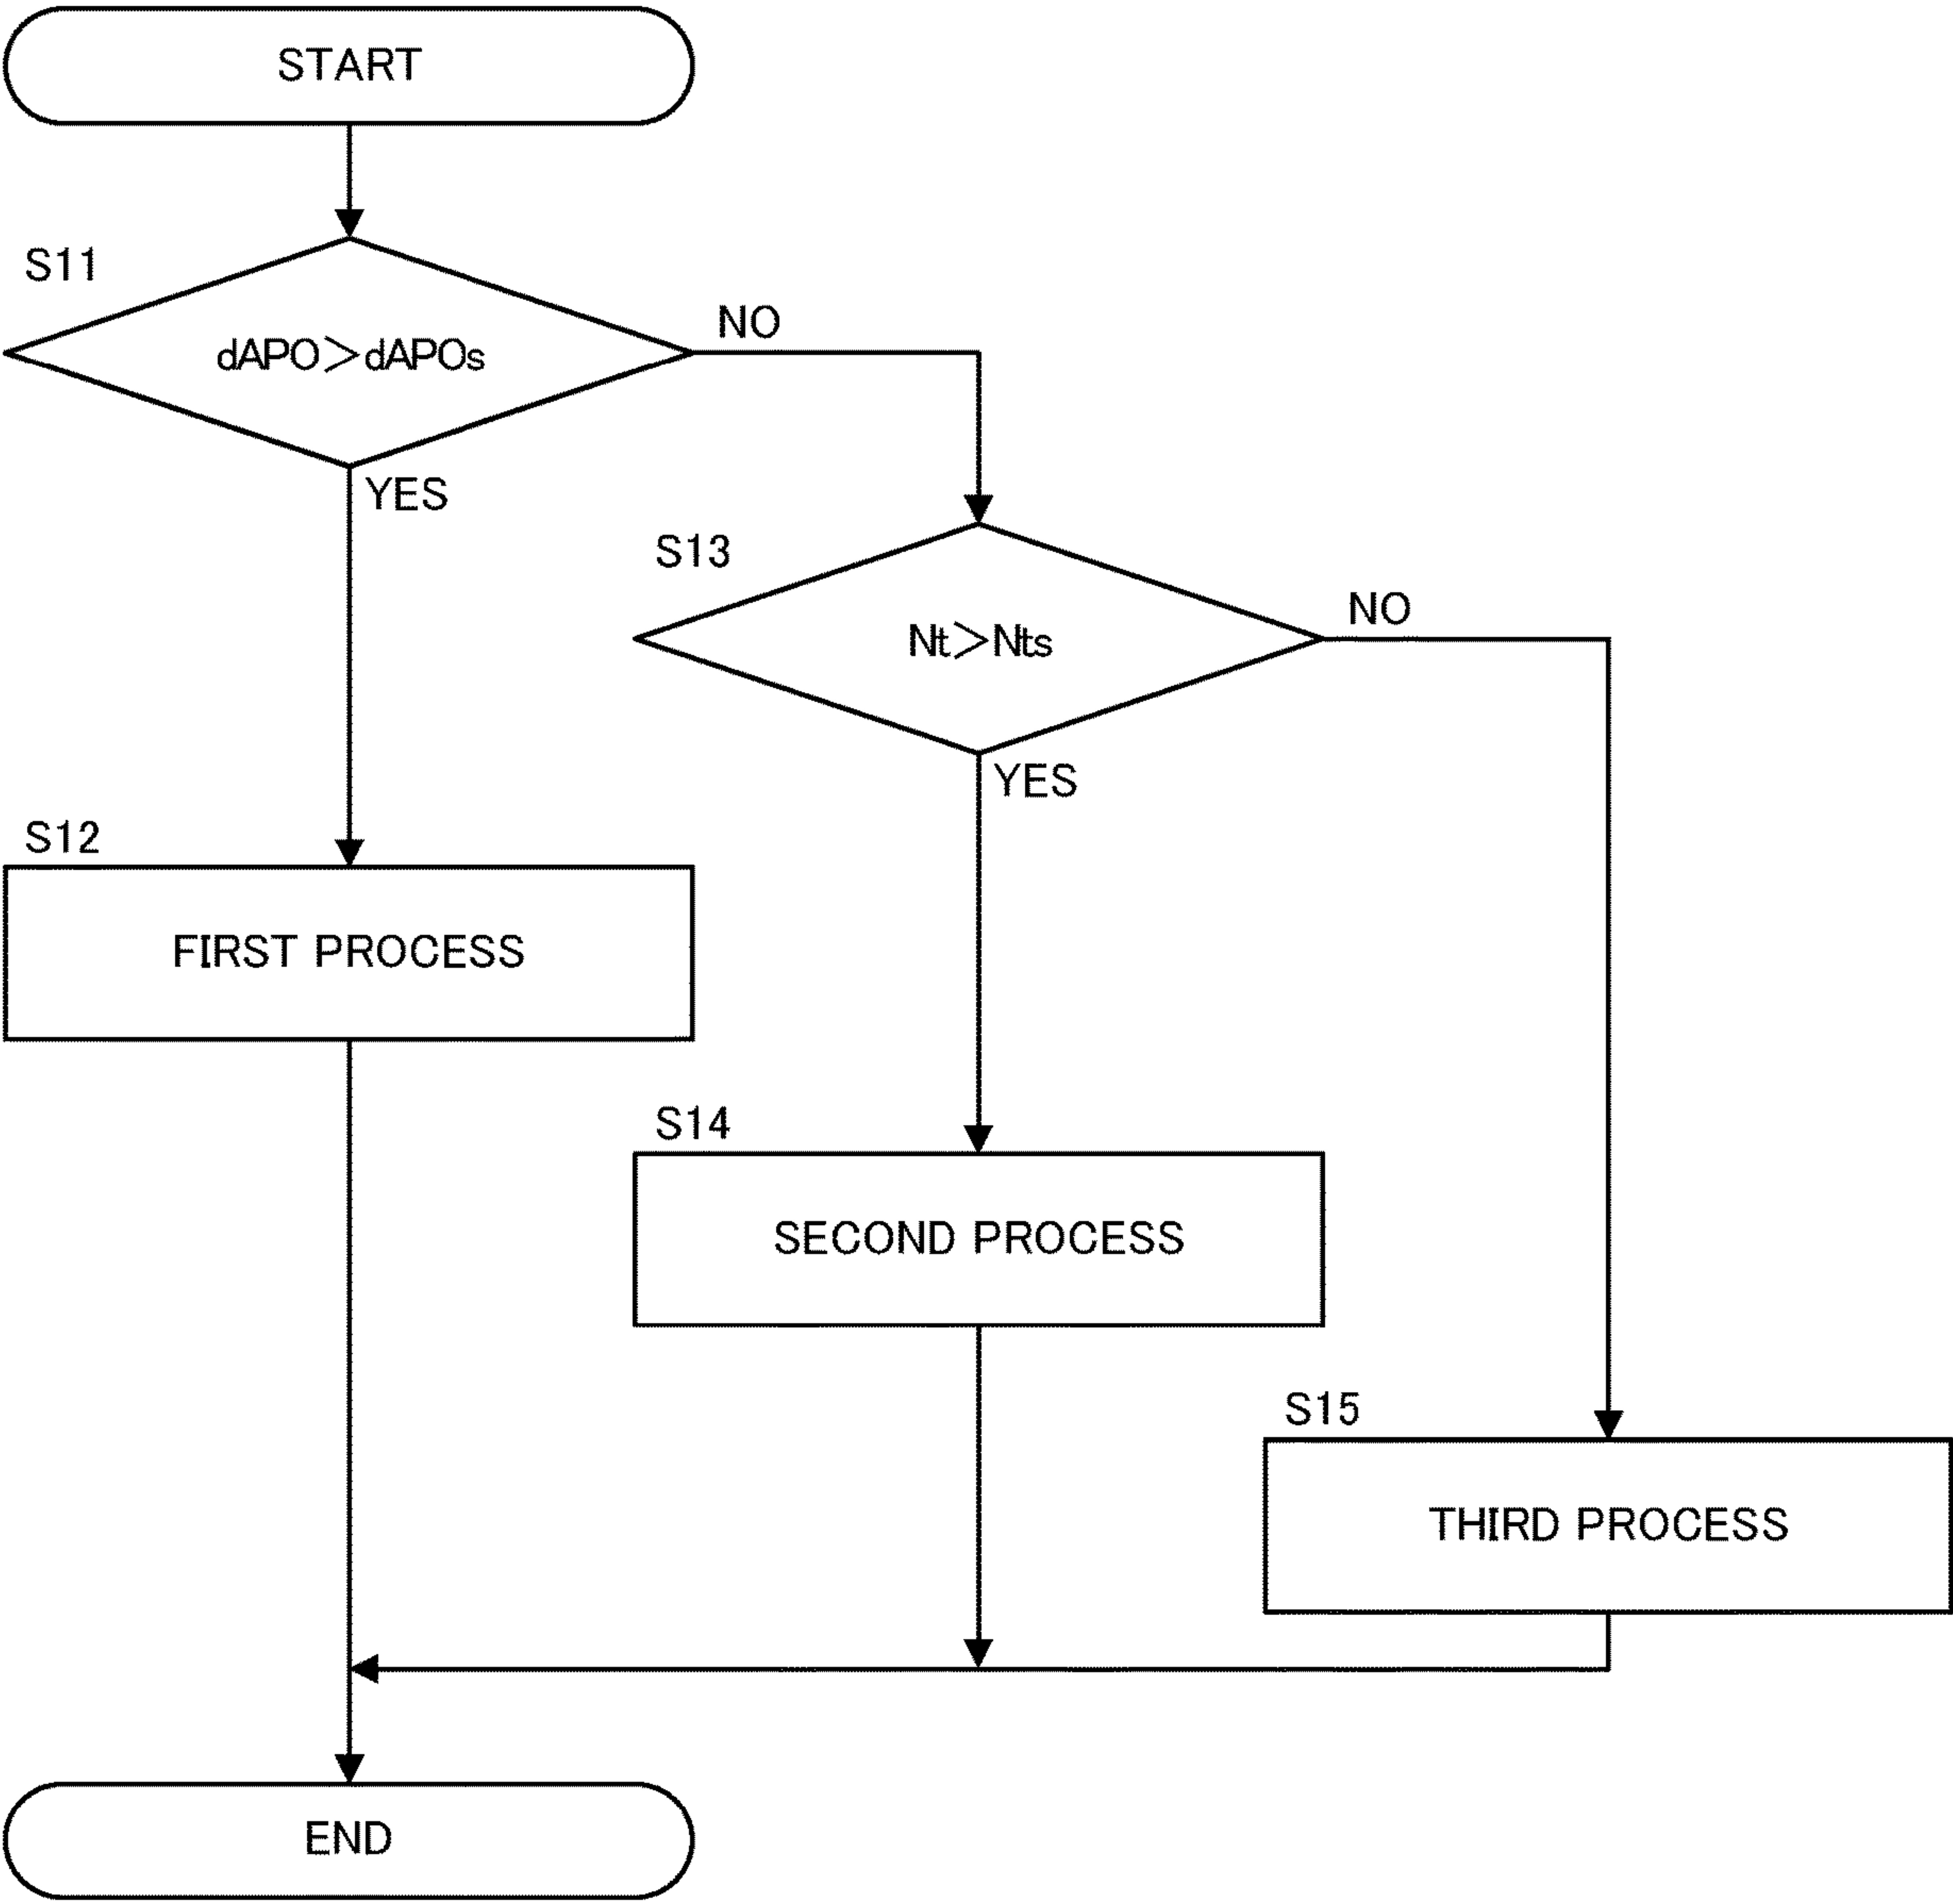 START
S11
dAPO＞dAPOs
NO
YES
S13
Nt＞Nts
NO
YES
S12
FIRST PROCESS
S14
SECOND PROCESS
S15
THIRD PROCESS
END